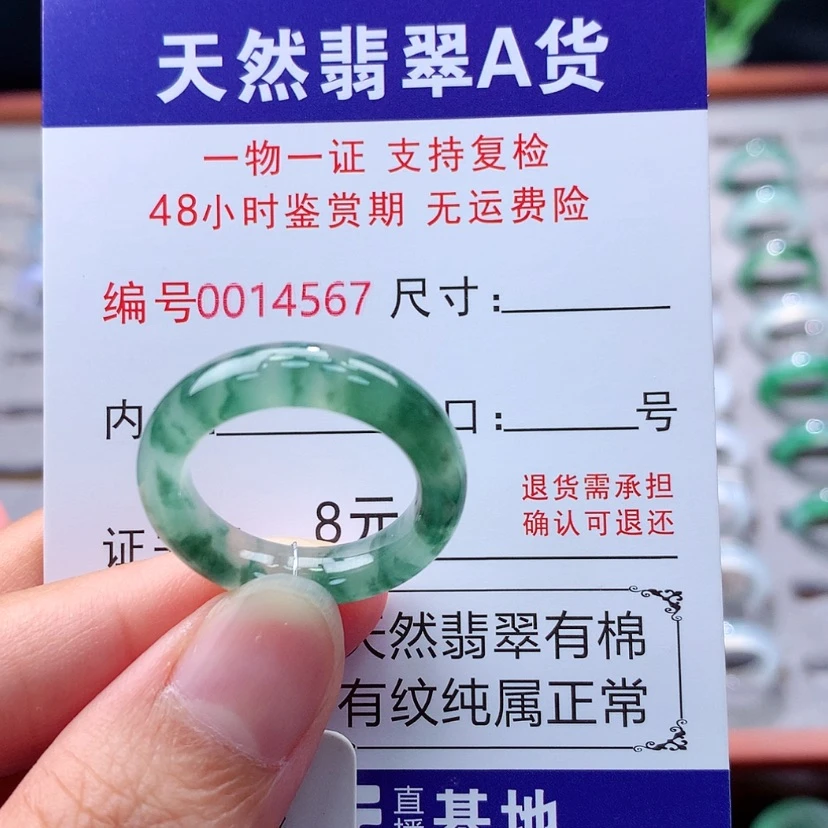 天然翡翠A货
一物一证 支持复检
48小时鉴赏期 无运费险
编号0014567 尺寸:
内 口: 号
退货需承担
证 8元 确认可退还
天然翡翠有棉
有纹纯属正常
直播基地